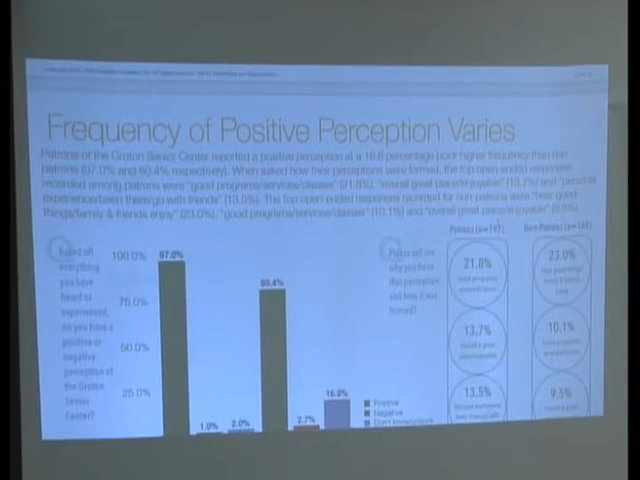 Frequency of Positive Perception Varies
Patrons of the Groton Senior Center reported a positive perception at a 16.6 percentage point higher frequency than non
patrons (97.0% and 80.4% respectively). When asked how their perceptions were formed, the top open ended responses
recorded among patrons were "good programs/services/classes" (21.8%), "overall great place/enjoyable" (13.7%) and "personal
experience/been there/go with friends" (13.5%). The top open-ended responses recorded for non patrons were "hear good
things/family & friends enjoy" (23.0%), "good programs/services/classes" (10.1%) and "overall great place/enjoyable" (9.5%).
Patrons (n=197)
Non-Patrons (n=148)
Q
Based off
everything
you have
heard or
experienced,
do you have a
positive or
negative
perception of
the Groton
Senior
Center?
100.0%
75.0%
50.0%
25.0%
97.0%
1.0%
2.0%
80.4%
2.7%
16.9%
Positive
Negative
Don't know/unsure
Q
Please tell me
why you have
that perception
and how it was
formed?
21.8%
13.7%
13.5%
23.0%
10.1%
9.5%